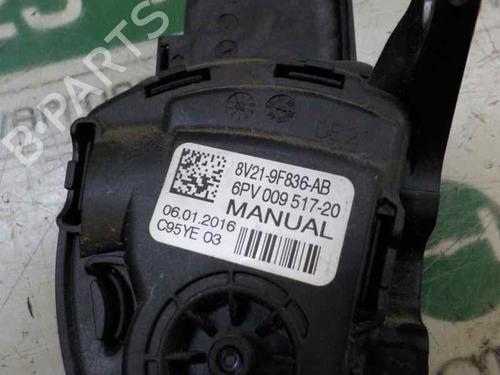 B-PARTS
8V21-9F836-AB
6PV 009 517-20
MANUAL
06.01.2016
C95YE 03